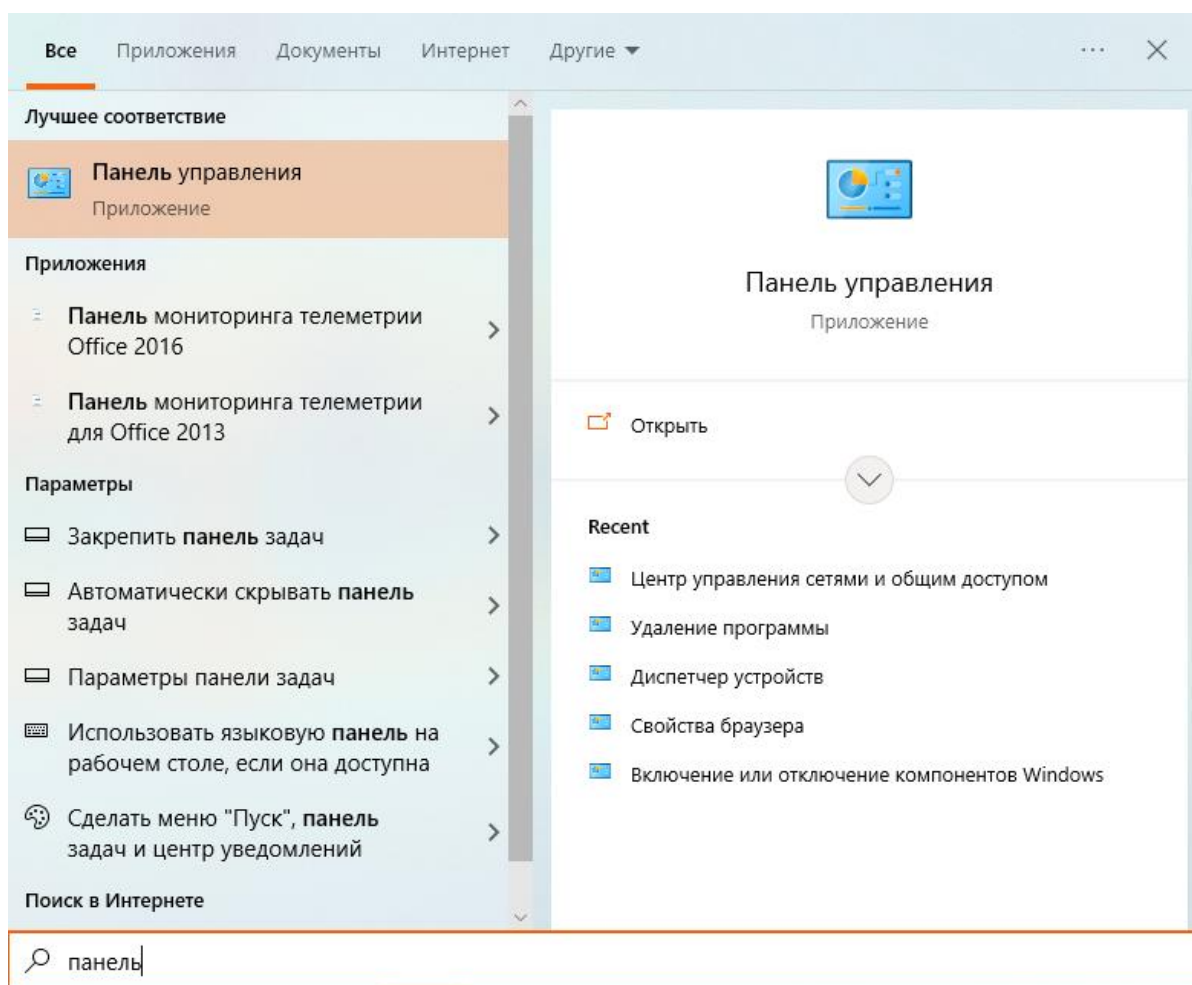 Все Приложения Документы Интернет Другие
Лучшее соответствие
Панель управления
Приложение
Приложения
Панель мониторинга телеметрии
Office 2016
Панель мониторинга телеметрии
для Office 2013
Параметры
Закрепить панель задач
Автоматически скрывать панель
задач
Параметры панели задач
Использовать языковую панель на
рабочем столе, если она доступна
Сделать меню "Пуск", панель
задач и центр уведомлений
Поиск в Интернете
Панель управления
Приложение
Открыть
Recent
Центр управления сетями и общим доступом
Удаление программы
Диспетчер устройств
Свойства браузера
Включение или отключение компонентов Windows
панель